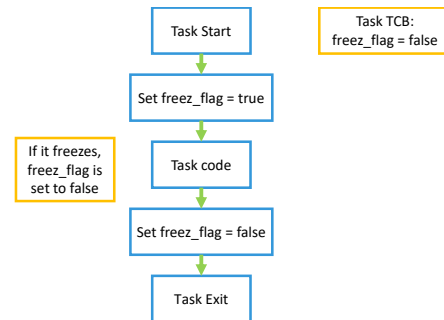 Task Start
Task TCB:
freez_flag = false
Set freez_flag = true
If it freezes,
freez_flag is
set to false
Task code
Set freez_flag = false
Task Exit